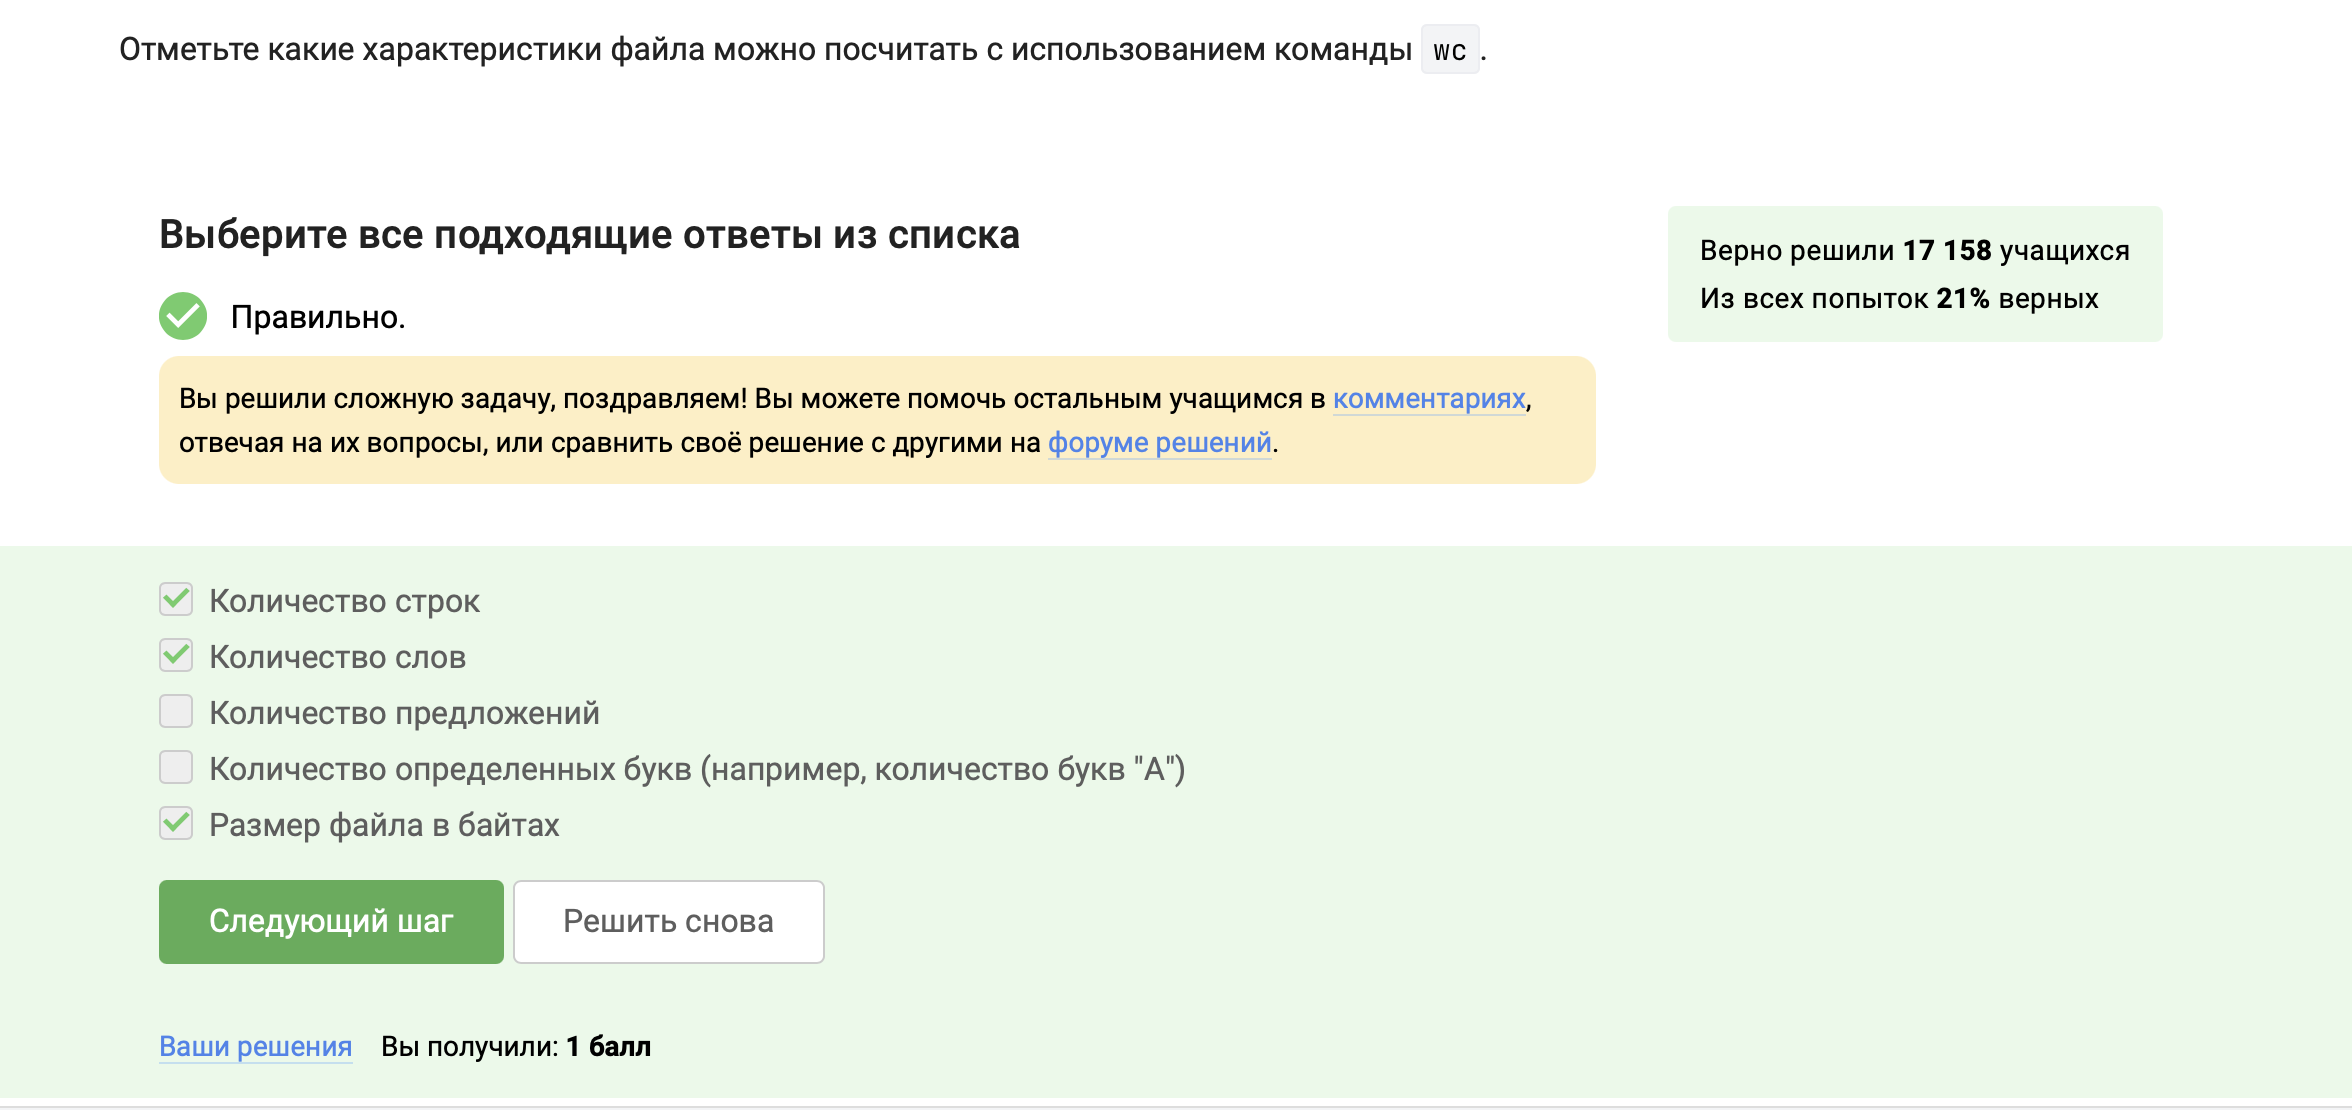 Отметьте какие характеристики файла можно посчитать с использованием команды wc.
Выберите все подходящие ответы из списка
Верно решили 17 158 учащихся
Из всех попыток 21% верных
Правильно.
Вы решили сложную задачу, поздравляем! Вы можете помочь остальным учащимся в комментариях,
отвечая на их вопросы, или сравнить своё решение с другими на форуме решений.
Количество строк
Количество слов
Количество предложений
Количество определенных букв (например, количество букв "А")
Размер файла в байтах
Следующий шаг
Решить снова
Ваши решения Вы получили: 1 балл